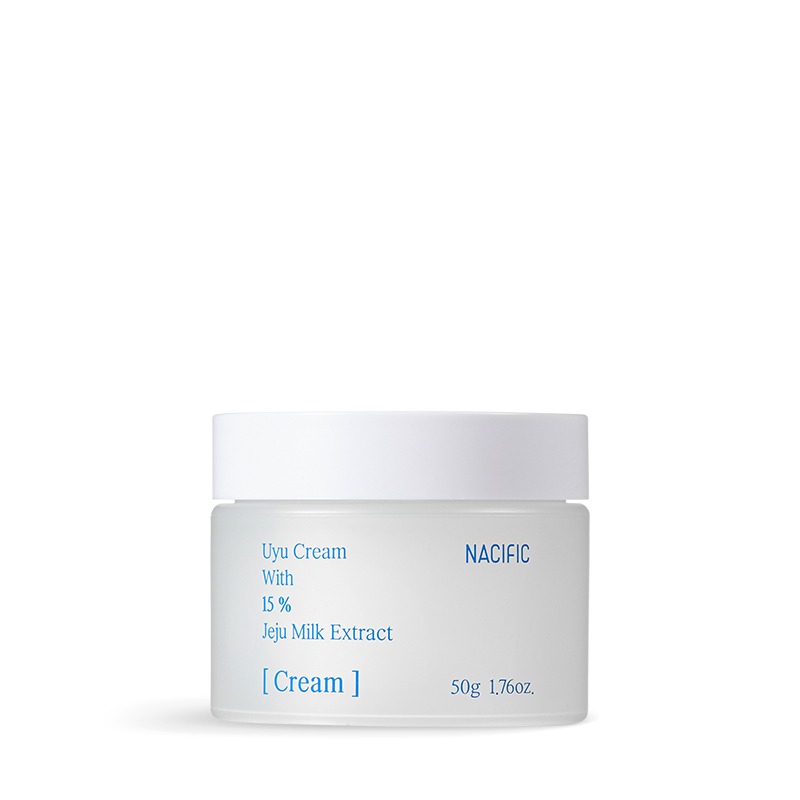 Uyu Cream
With
15 %
Jeju Milk Extract
[ Cream ]
NACIFIC
50g 1.76oz.